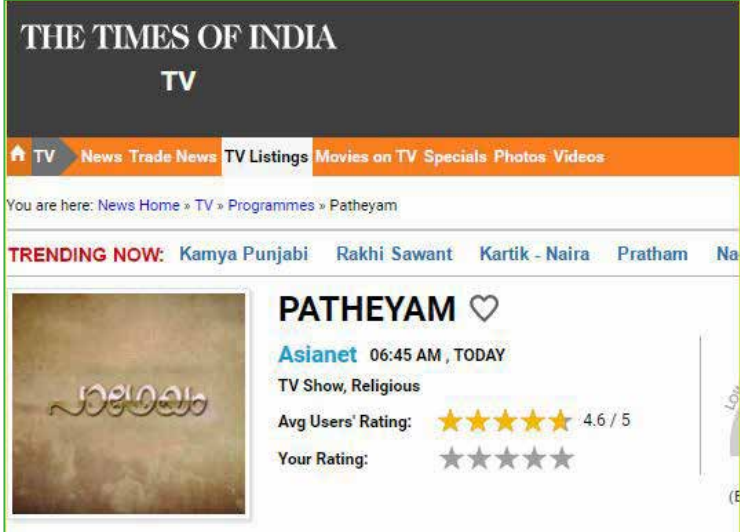 THE TIMES OF INDIA
TV
TV News Trade News TV Listings Movies on TV Specials Photos Videos
You are here: News Home » TV » Programmes » Patheyam
TRENDING NOW: Kamya Punjabi Rakhi Sawant Kartik - Naira Pratham Na
പാഥേയം
PATHEYAM
Asianet 06:45 AM , TODAY
TV Show, Religious
Avg Users' Rating: 4.6 / 5
Your Rating: